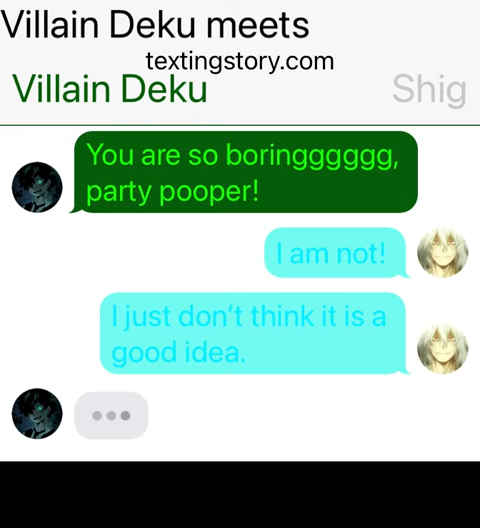 Villain Deku meets
textingstory.com
Villain Deku
Shig
You are so boringggggg,
party pooper!
I am not!
I just don't think it is a
good idea.